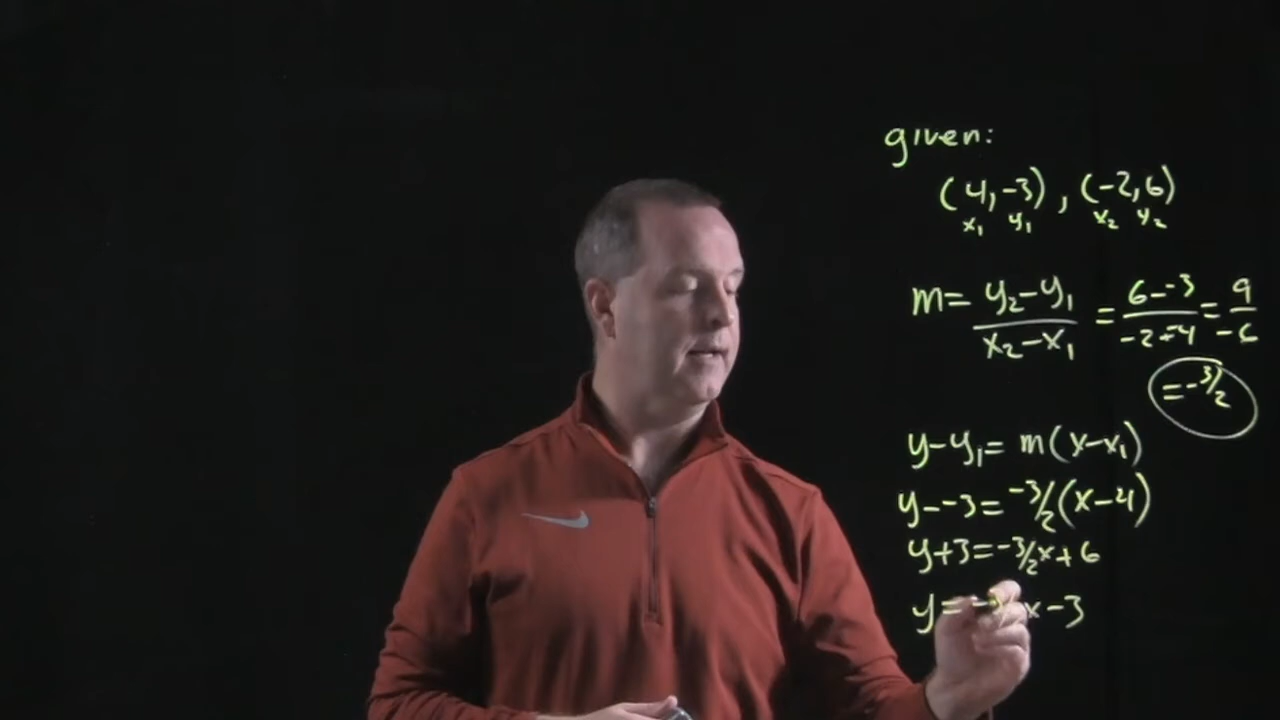 given:
(4,-3), (-2,6)
x₁ y₁ x₂ y₂
m= y₂-y₁/x₂-x₁ = 6--3/-2-4 = 9/-6
=-3/2
y-y₁= m(x-x₁)
y--3=-3/2(x-4)
y+3=-3/2x+6
y=-3/ x-3